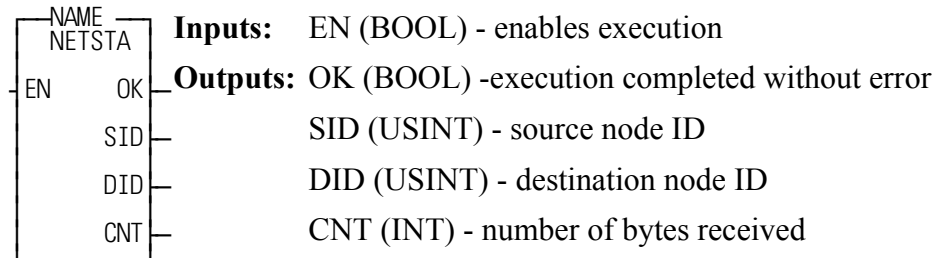 NAME
NETSTA
Inputs: EN (BOOL) - enables execution
EN OK Outputs: OK (BOOL) -execution completed without error
SID SID (USINT) - source node ID
DID DID (USINT) - destination node ID
CNT CNT (INT) - number of bytes received